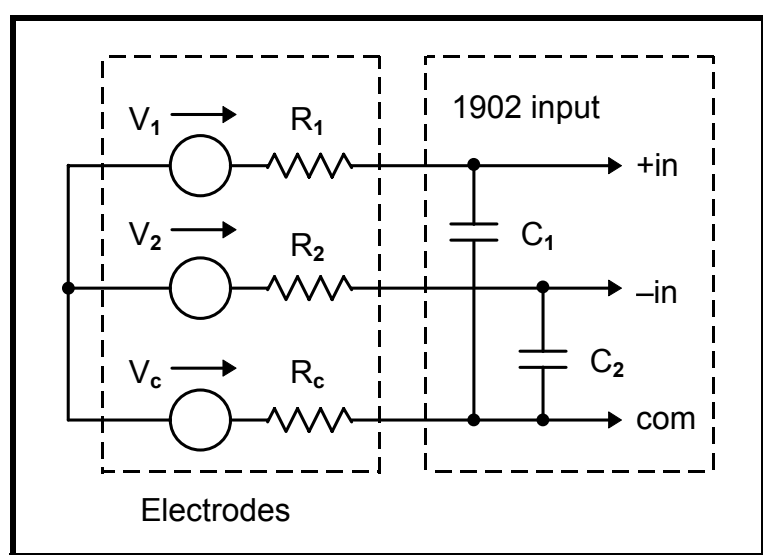 1902 input
V1
R1
+in
C1
V2
R2
–in
C2
Vc
Rc
com
Electrodes